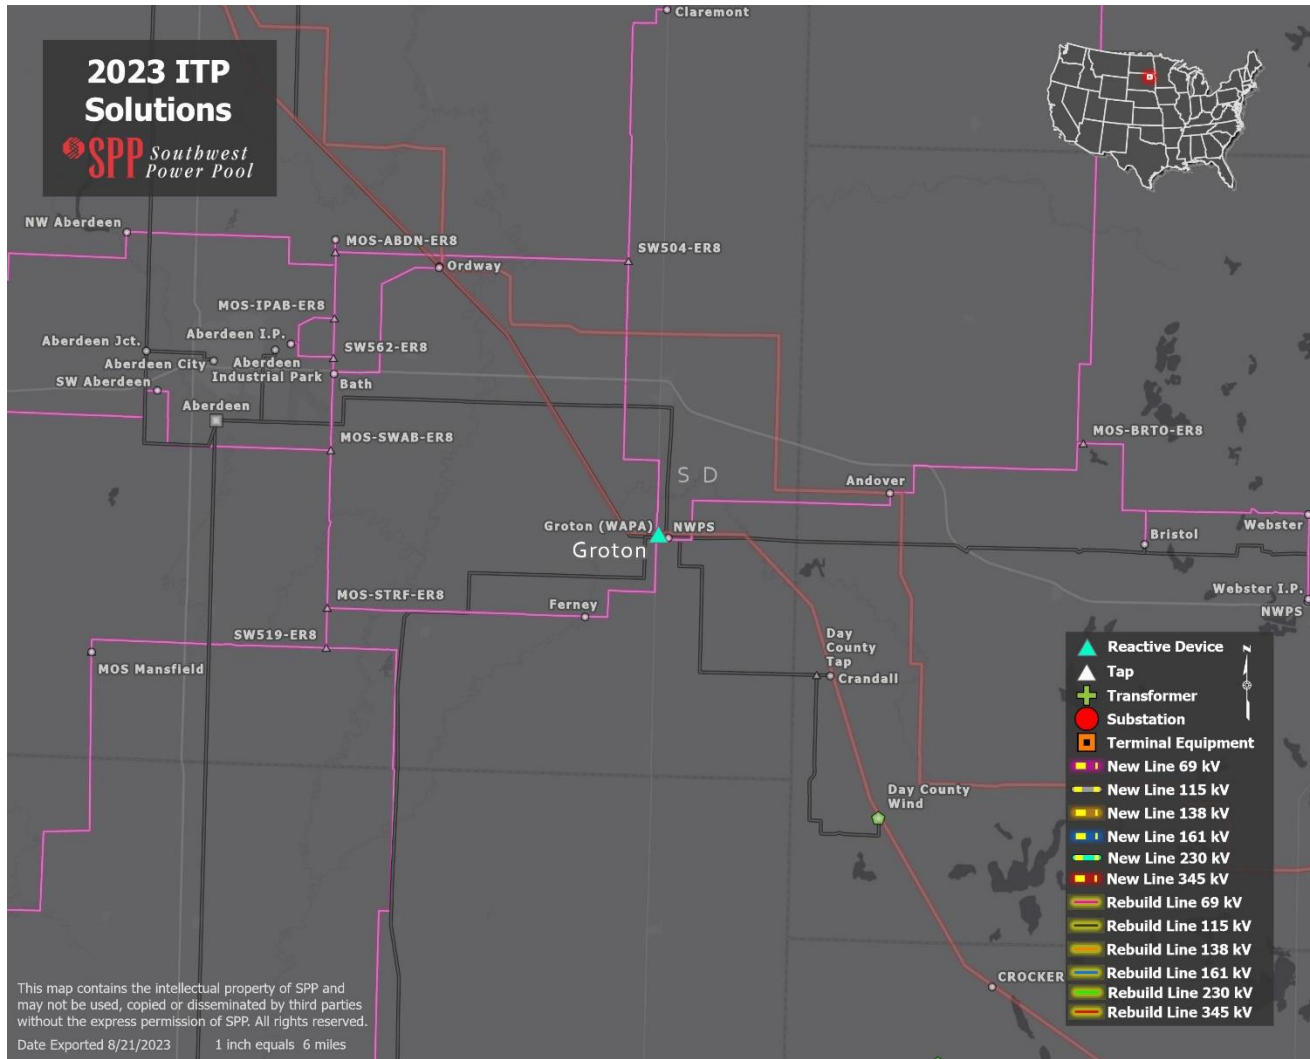 2023 ITP
Solutions
SPP Southwest
Power Pool
Claremont
NW Aberdeen
MOS-ABDN-ER8
SW504-ER8
Ordway
MOS-IPAB-ER8
Aberdeen Jct.
Aberdeen I.P.
SW562-ER8
Aberdeen City
Aberdeen
Industrial Park
SW Aberdeen
Bath
Aberdeen
MOS-SWAB-ER8
MOS-BRTO-ER8
S D
Andover
Groton (WAPA)
NWPS
Groton
Bristol
Webster
Webster I.P.
NWPS
MOS-STRF-ER8
Ferney
SW519-ER8
MOS Mansfield
Day
County
Tap
Crandall
Day County
Wind
CROCKER
N
Reactive Device
Tap
Transformer
Substation
Terminal Equipment
New Line 69 kV
New Line 115 kV
New Line 138 kV
New Line 161 kV
New Line 230 kV
New Line 345 kV
Rebuild Line 69 kV
Rebuild Line 115 kV
Rebuild Line 138 kV
Rebuild Line 161 kV
Rebuild Line 230 kV
Rebuild Line 345 kV
This map contains the intellectual property of SPP and
may not be used, copied or disseminated by third parties
without the express permission of SPP. All rights reserved.
Date Exported 8/21/2023 1 inch equals 6 miles